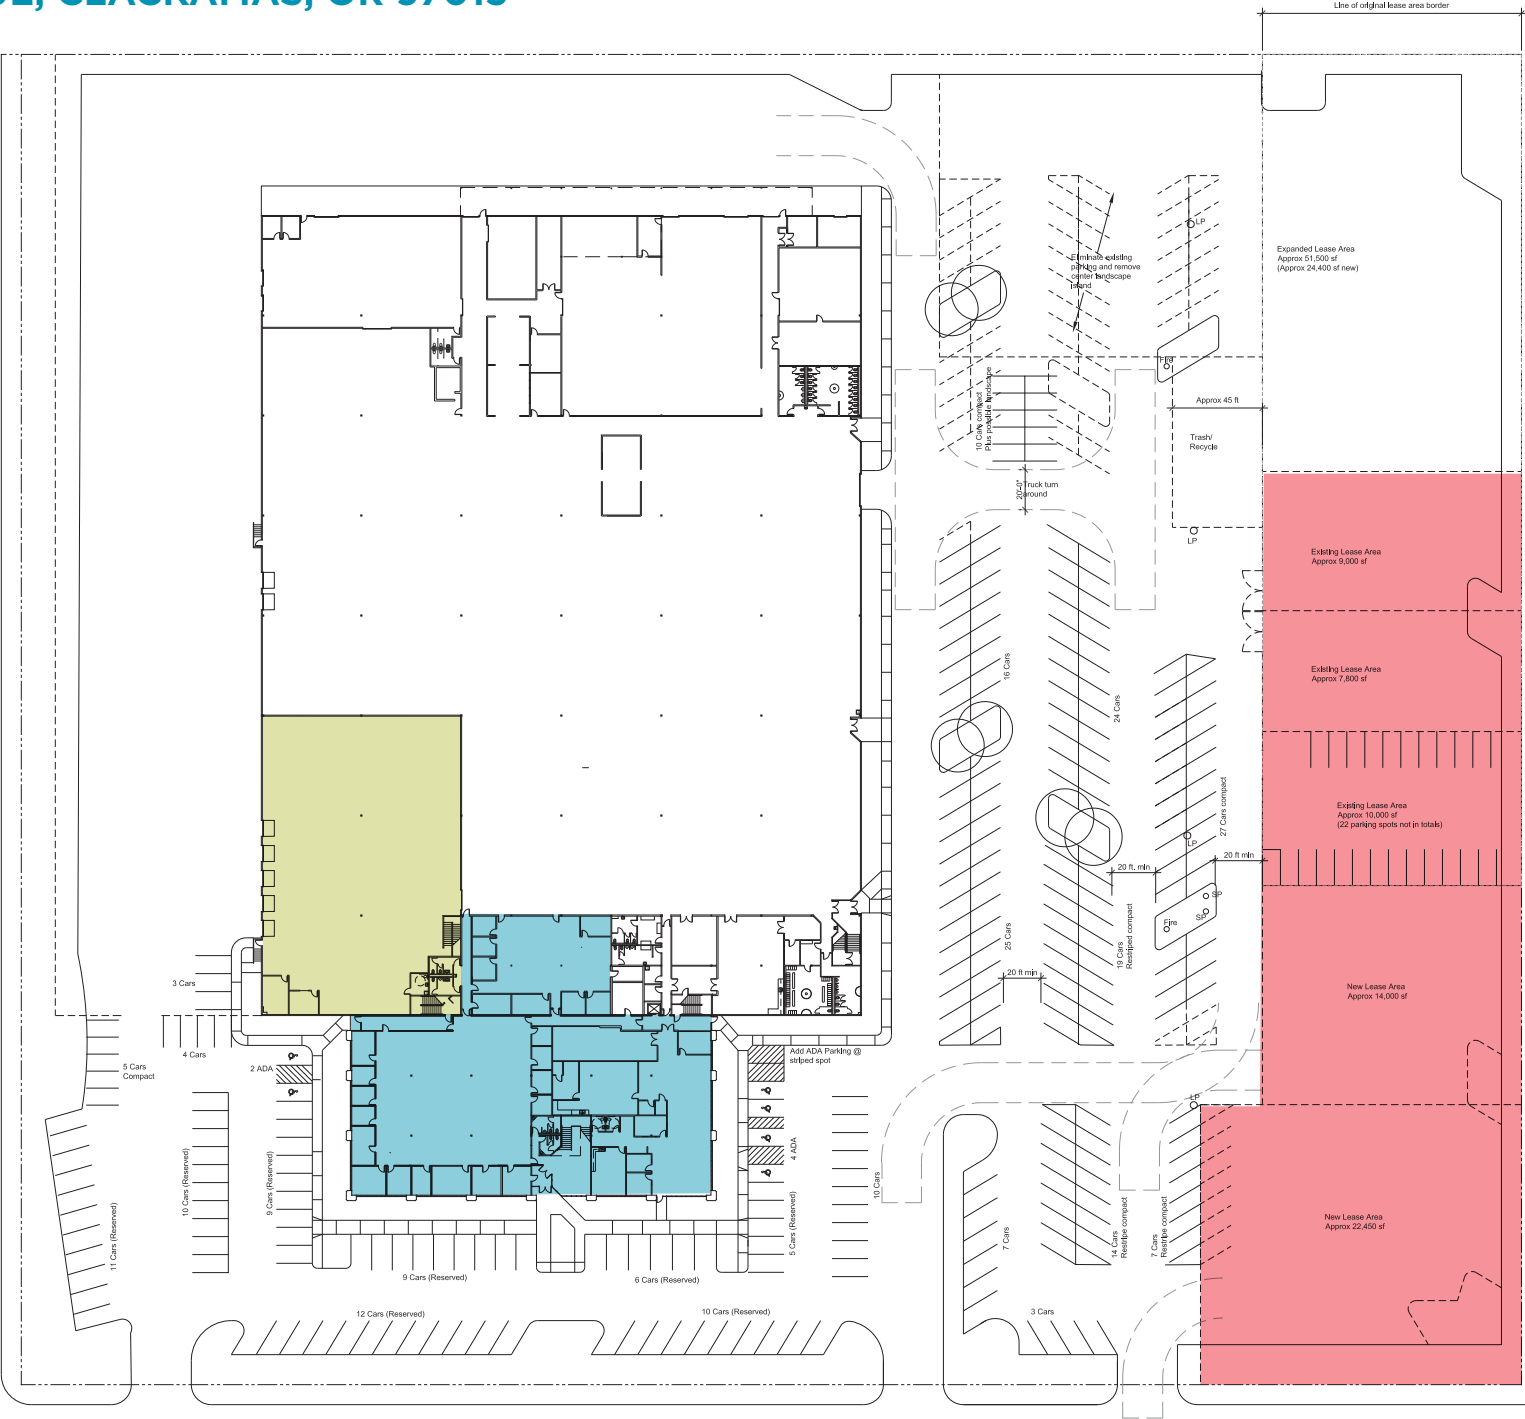 CLACKAMAS, OR 97015
Line of original lease area border
LP
Expanded Lease Area
Approx 51,500 sf
(Approx 24,400 sf new)
Eliminate existing
parking and remove
center landscape
island
Fire
10 Cars compact
Plus possible landscape
Approx 45 ft
Trash/
Recycle
20'-0"
Truck turn
around
LP
Existing Lease Area
Approx 9,000 sf
Existing Lease Area
Approx 7,800 sf
16 Cars
24 Cars
27 Cars compact
Existing Lease Area
Approx 10,000 sf
(22 parking spots not in totals)
LP
20 ft min
20 ft. min
SP
SP
Fire
25 Cars
19 Cars
Restriped compact
20 ft min
3 Cars
New Lease Area
Approx 14,000 sf
4 Cars
5 Cars
Compact
2 ADA
Add ADA Parking @
striped spot
LP
4 ADA
10 Cars
10 Cars (Reserved)
9 Cars (Reserved)
11 Cars (Reserved)
5 Cars (Reserved)
7 Cars
14 Cars
Restripe compact
7 Cars
Restripe compact
New Lease Area
Approx 22,450 sf
9 Cars (Reserved)
6 Cars (Reserved)
12 Cars (Reserved)
10 Cars (Reserved)
3 Cars